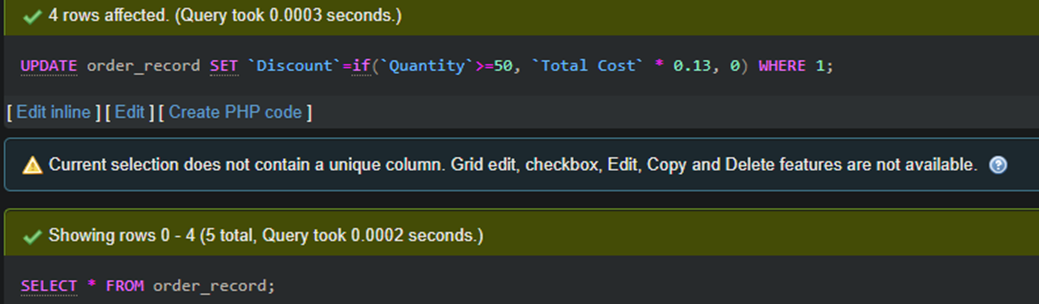 4 rows affected. (Query took 0.0003 seconds.)
UPDATE order_record SET `Discount`=if(`Quantity`>=50, `Total Cost` * 0.13, 0) WHERE 1;
[ Edit inline ] [ Edit ] [ Create PHP code ]
Current selection does not contain a unique column. Grid edit, checkbox, Edit, Copy and Delete features are not available.
Showing rows 0 - 4 (5 total, Query took 0.0002 seconds.)
SELECT * FROM order_record;